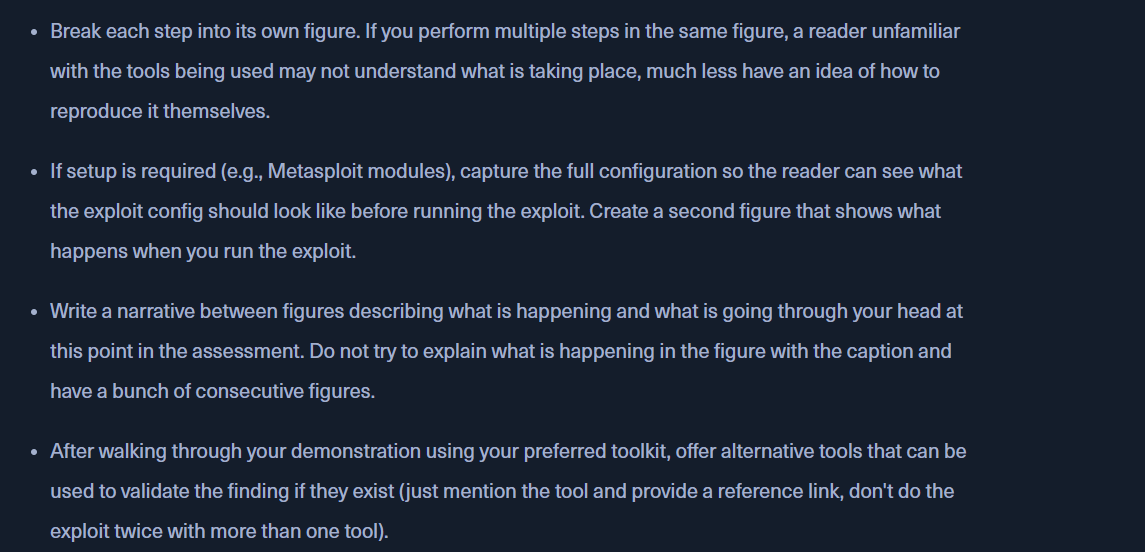 • Break each step into its own figure. If you perform multiple steps in the same figure, a reader unfamiliar
with the tools being used may not understand what is taking place, much less have an idea of how to
reproduce it themselves.
• If setup is required (e.g., Metasploit modules), capture the full configuration so the reader can see what
the exploit config should look like before running the exploit. Create a second figure that shows what
happens when you run the exploit.
• Write a narrative between figures describing what is happening and what is going through your head at
this point in the assessment. Do not try to explain what is happening in the figure with the caption and
have a bunch of consecutive figures.
• After walking through your demonstration using your preferred toolkit, offer alternative tools that can be
used to validate the finding if they exist (just mention the tool and provide a reference link, don't do the
exploit twice with more than one tool).